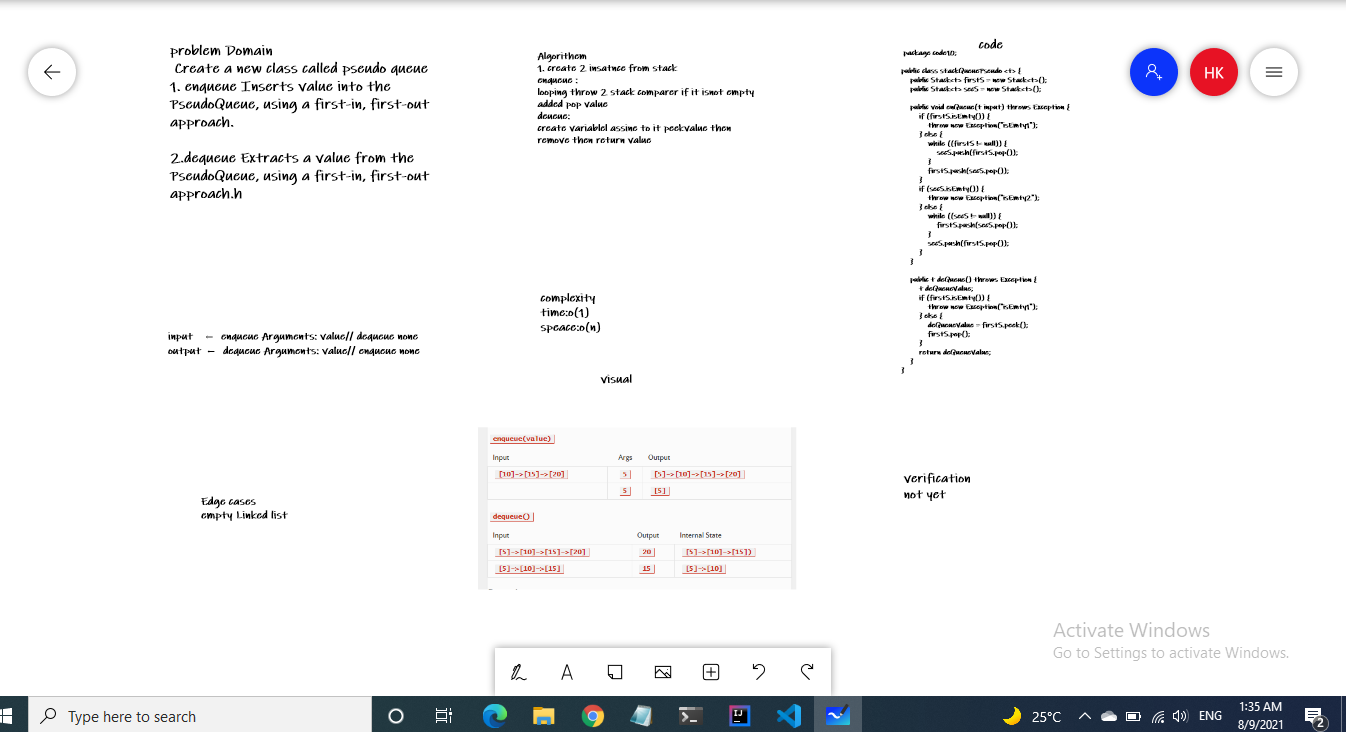 problem Domain
Create a new class called pseudo queue
1. enqueue Inserts value into the
PseudoQueue, using a first-in, first-out
approach.
2.dequeue Extracts a value from the
PseudoQueue, using a first-in, first-out
approach.h
input ← enqueue Arguments: value// dequeue none
output ← dequeue Arguments: value// enqueue none
Edge cases
empty Linked list
Algorithem
1. create 2 insatnce from stack
enqueue :
looping throw 2 stack comparer if it isnot empty
added pop value
deueue:
create variablel assine to it peekvalue then
remove then return value
complexity
time:o(1)
speace:o(n)
visual
enqueue(value)
Input Args Output
[10]->[15]->[20] 5 [5]->[10]->[15]->[20]
5 [5]
dequeue()
Input Output Internal State
[5]->[10]->[15]->[20] 20 [5]->[10]->[15])
[5]->[10]->[15] 15 [5]->[10]
code
package code10;
public class stackQueuePseudo <t> {
public Stack<t> firstS = new Stack<t>();
public Stack<t> secS = new Stack<t>();
public void enQueue(t input) throws Exception {
if (firstS.isEmty()) {
throw new Exception("isEmty1");
} else {
while ((firstS != null)) {
secS.push(firstS.pop());
}
firstS.push(secS.pop());
}
if (secS.isEmty()) {
throw new Exception("isEmty2");
} else {
while ((secS != null)) {
firstS.push(secS.pop());
}
secS.push(firstS.pop());
}
}
public t deQueue() throws Exception {
t deQueueValue;
if (firstS.isEmty()) {
throw new Exception("isEmty1");
} else {
deQueueValue = firstS.peek();
firstS.pop();
}
return deQueueValue;
}
}
verification
not yet
HK
Activate Windows
Go to Settings to activate Windows.
Type here to search
25°C
ENG
1:35 AM
8/9/2021
2